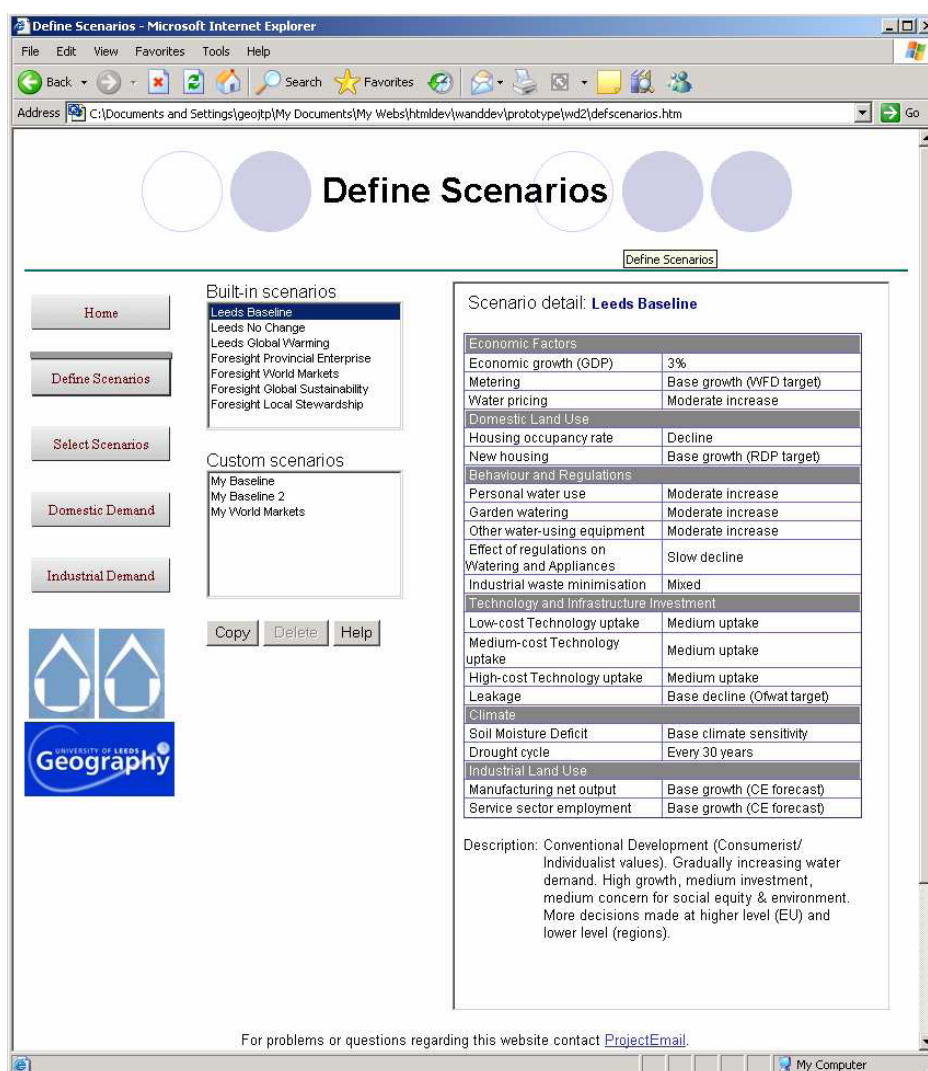 Define Scenarios - Microsoft Internet Explorer
File Edit View Favorites Tools Help
Back Search Favorites
Address C:\Documents and Settings\geojtp\My Documents\My Webs\htmldev\wanddev\prototype\wd2\defscenarios.htm Go
Define Scenarios
Define Scenarios
Home
Define Scenarios
Select Scenarios
Domestic Demand
Industrial Demand
UNIVERSITY OF LEEDS
Geography
Built-in scenarios
Leeds Baseline
Leeds No Change
Leeds Global Warming
Foresight Provincial Enterprise
Foresight World Markets
Foresight Global Sustainability
Foresight Local Stewardship
Custom scenarios
My Baseline
My Baseline 2
My World Markets
Copy Delete Help
Scenario detail: Leeds Baseline
Economic Factors
Economic growth (GDP) 3%
Metering Base growth (WFD target)
Water pricing Moderate increase
Domestic Land Use
Housing occupancy rate Decline
New housing Base growth (RDP target)
Behaviour and Regulations
Personal water use Moderate increase
Garden watering Moderate increase
Other water-using equipment Moderate increase
Effect of regulations on
Watering and Appliances Slow decline
Industrial waste minimisation Mixed
Technology and Infrastructure Investment
Low-cost Technology uptake Medium uptake
Medium-cost Technology
uptake Medium uptake
High-cost Technology uptake Medium uptake
Leakage Base decline (Ofwat target)
Climate
Soil Moisture Deficit Base climate sensitivity
Drought cycle Every 30 years
Industrial Land Use
Manufacturing net output Base growth (CE forecast)
Service sector employment Base growth (CE forecast)
Description: Conventional Development (Consumerist/
Individualist values). Gradually increasing water
demand. High growth, medium investment,
medium concern for social equity & environment.
More decisions made at higher level (EU) and
lower level (regions).
For problems or questions regarding this website contact ProjectEmail.
My Computer